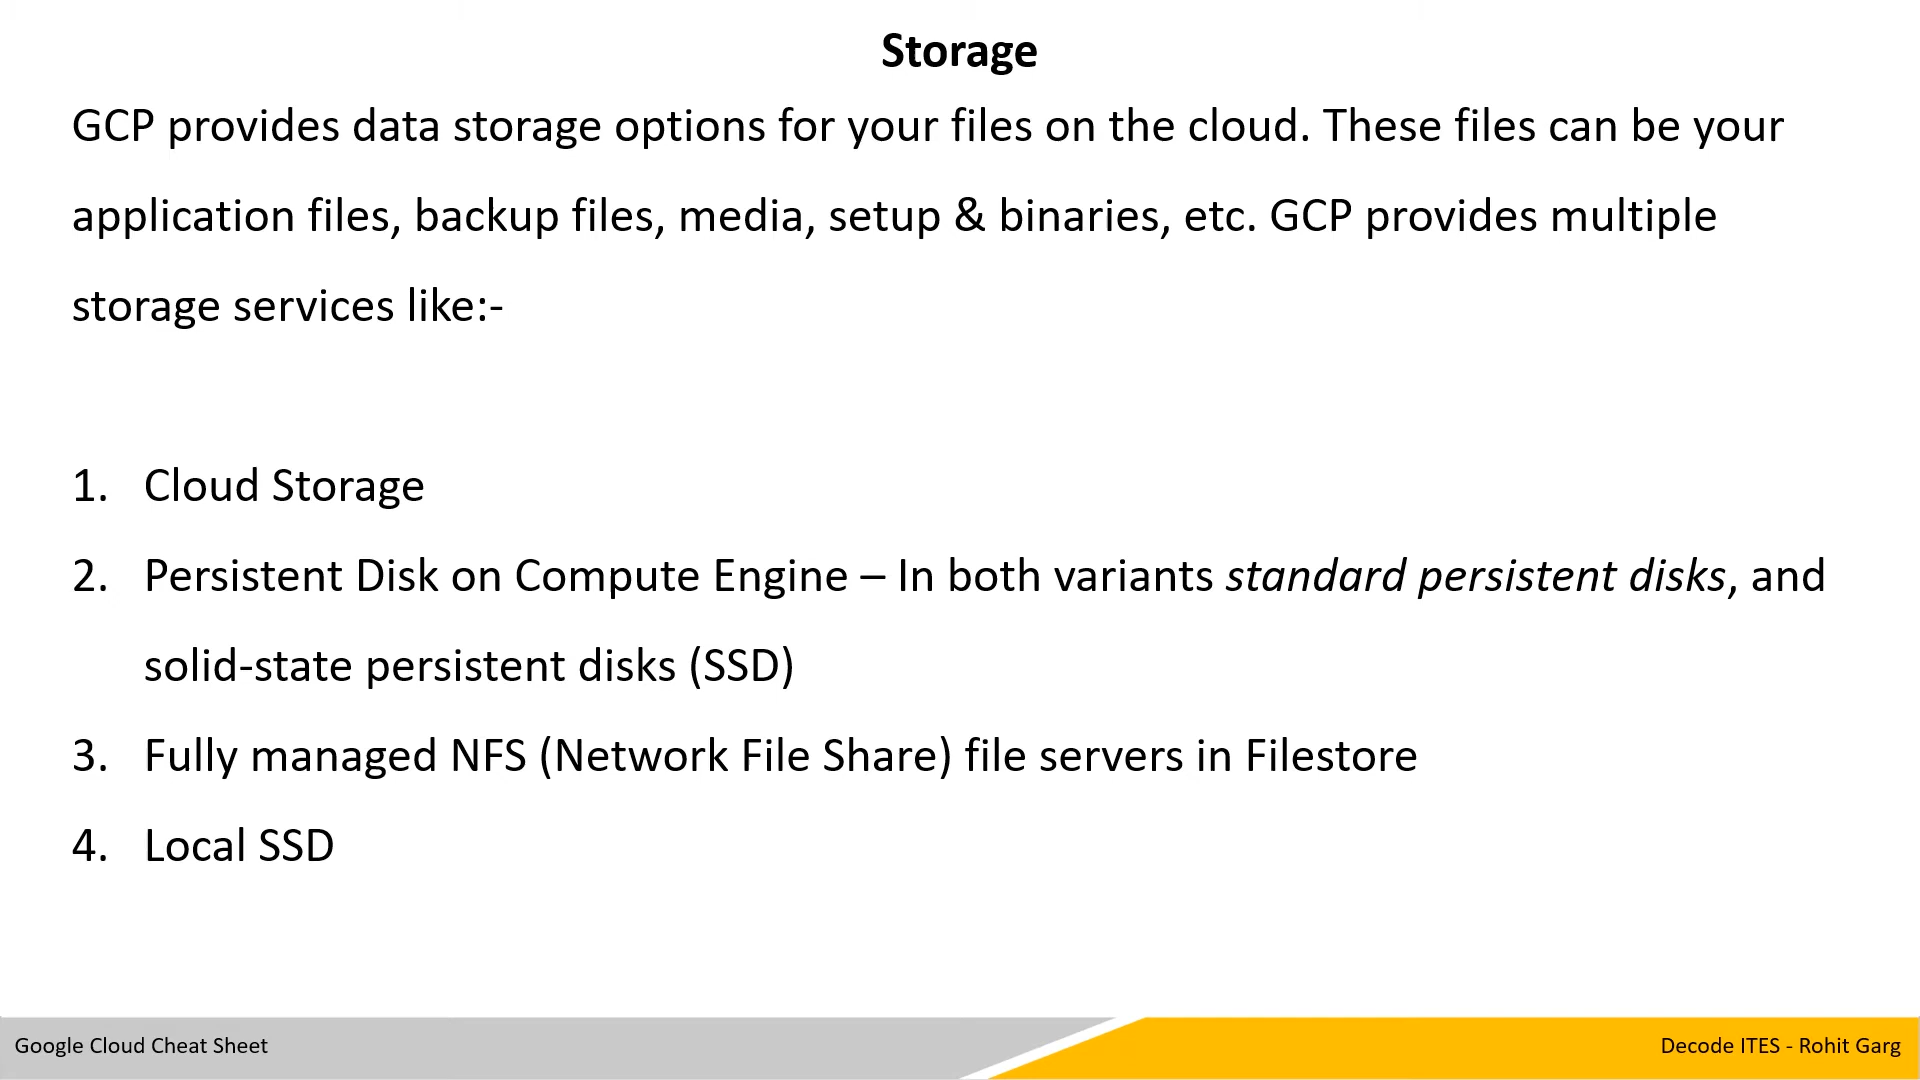 Storage
GCP provides data storage options for your files on the cloud. These files can be your
application files, backup files, media, setup & binaries, etc. GCP provides multiple
storage services like:-
1. Cloud Storage
2. Persistent Disk on Compute Engine – In both variants standard persistent disks, and
solid-state persistent disks (SSD)
3. Fully managed NFS (Network File Share) file servers in Filestore
4. Local SSD
Google Cloud Cheat Sheet
Decode ITES - Rohit Garg